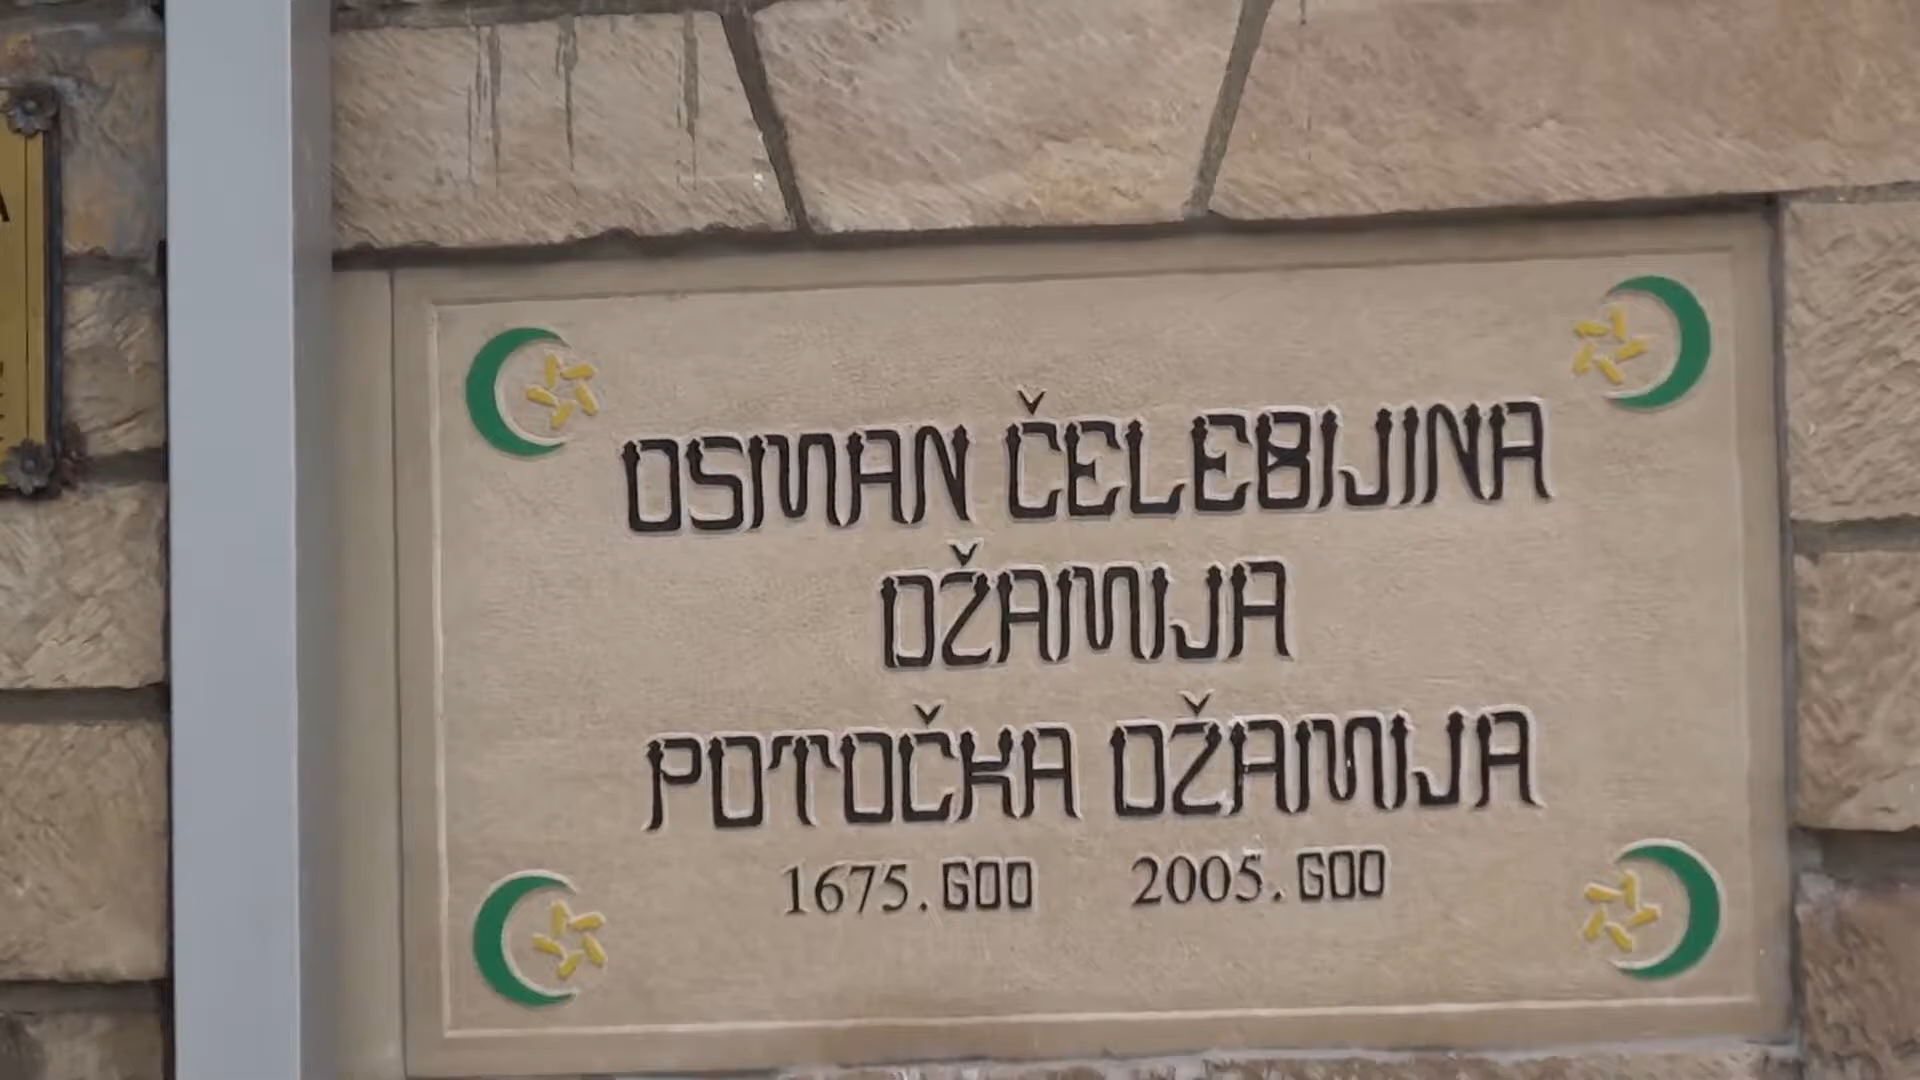 OSMAN ČELEBIJINA
DŽAMIJA
POTOČKA DŽAMIJA
1675. GOD 2005. GOD